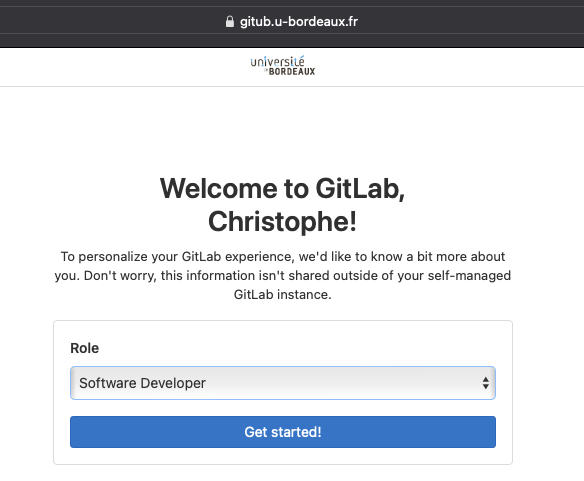 gitub.u-bordeaux.fr
université
de BORDEAUX
Welcome to GitLab,
Christophe!
To personalize your GitLab experience, we'd like to know a bit more about
you. Don't worry, this information isn't shared outside of your self-managed
GitLab instance.
Role
Software Developer
Get started!